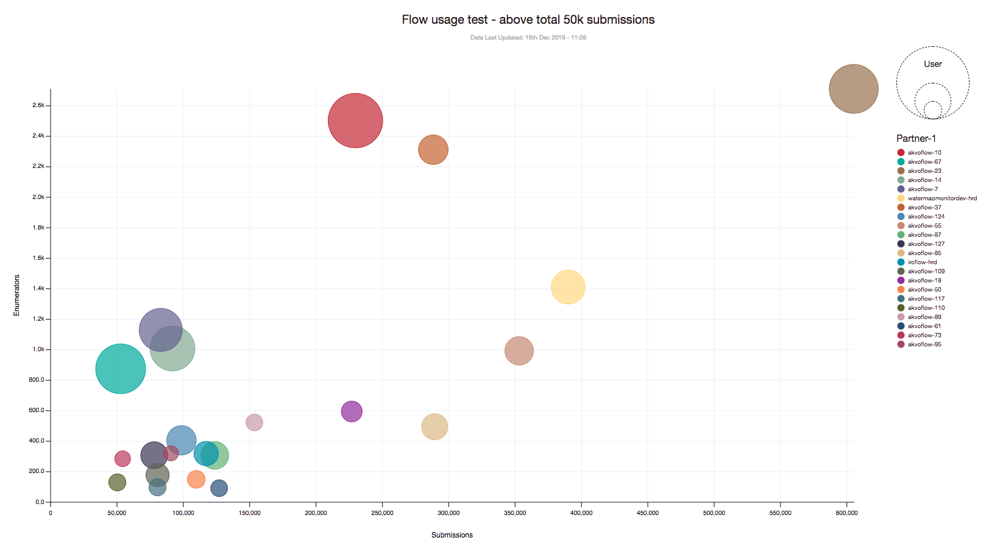 Flow usage test - above total 50k submissions
Data Last Updated: 18th Dec 2018 - 11:08
User
Partner-1
akvoflow-10
akvoflow-67
akvoflow-23
akvoflow-14
akvoflow-7
watermapmonitordev-hrd
akvoflow-37
akvoflow-124
akvoflow-55
akvoflow-87
akvoflow-127
akvoflow-85
ircflow-hrd
akvoflow-109
akvoflow-18
akvoflow-50
akvoflow-117
akvoflow-110
akvoflow-89
akvoflow-61
akvoflow-73
akvoflow-95
Enumerators
2.6k
2.4k
2.2k
2.0k
1.8k
1.6k
1.4k
1.2k
1.0k
800.0
600.0
400.0
200.0
0.0
0 50,000 100,000 150,000 200,000 250,000 300,000 350,000 400,000 450,000 500,000 550,000 600,000
Submissions